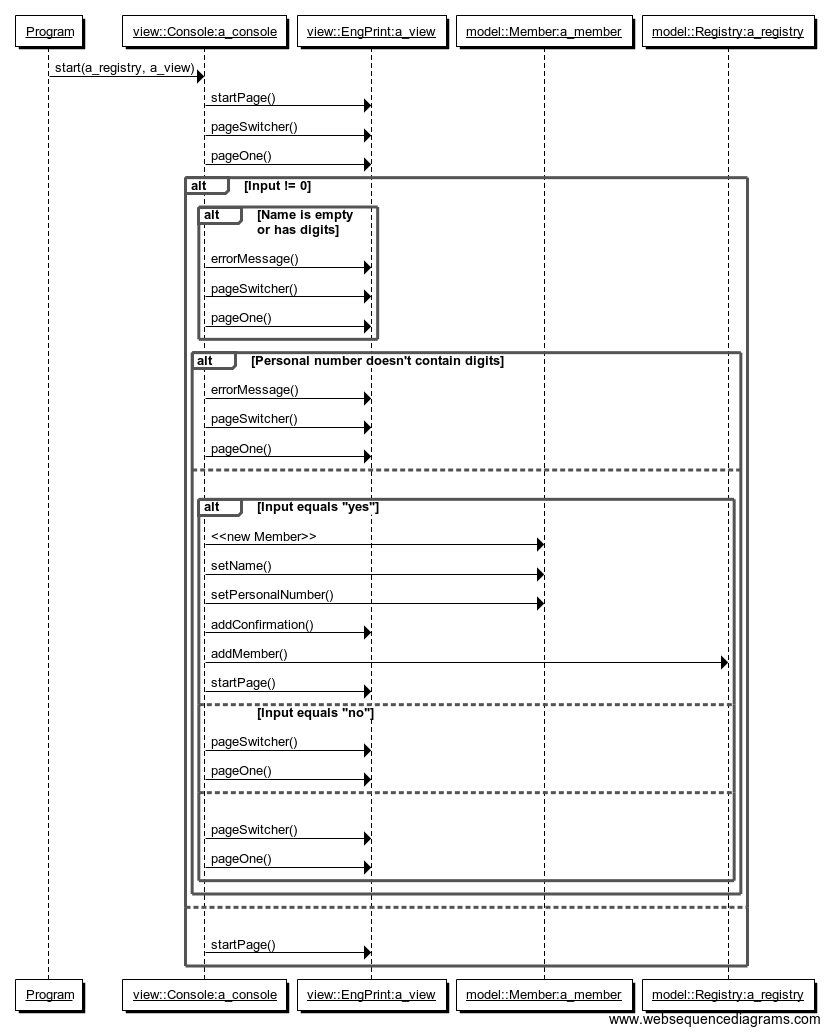 Program view::Console:a_console view::EngPrint:a_view model::Member:a_member model::Registry:a_registry
start(a_registry, a_view)
startPage()
pageSwitcher()
pageOne()
alt [Input != 0]
alt [Name is empty
or has digits]
errorMessage()
pageSwitcher()
pageOne()
alt [Personal number doesn't contain digits]
errorMessage()
pageSwitcher()
pageOne()
alt [Input equals "yes"]
<<new Member>>
setName()
setPersonalNumber()
addConfirmation()
addMember()
startPage()
[Input equals "no"]
pageSwitcher()
pageOne()
pageSwitcher()
pageOne()
startPage()
Program view::Console:a_console view::EngPrint:a_view model::Member:a_member model::Registry:a_registry
www.websequencediagrams.com